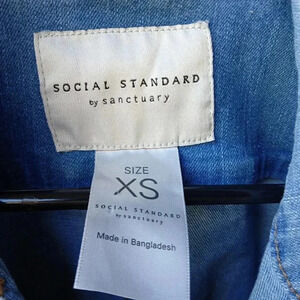 SOCIAL STANDARD
by sanctuary
SIZE
XS
SOCIAL STANDARD
by sanctuary
Made in Bangladesh